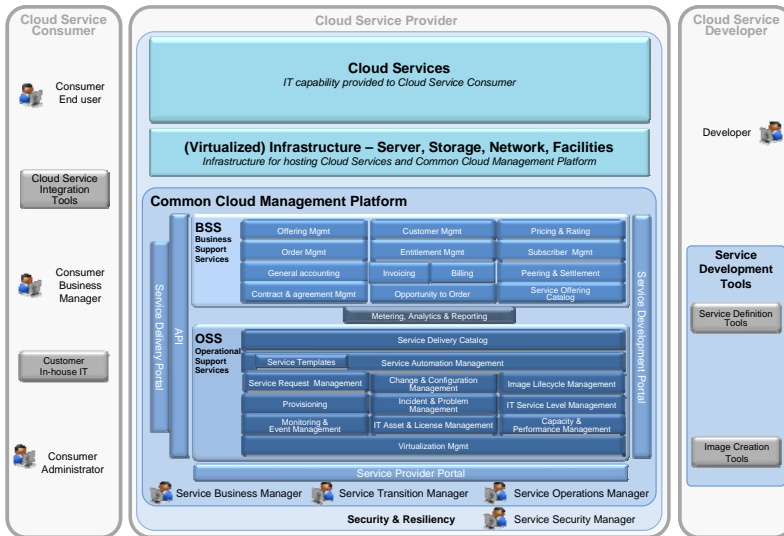 Cloud Service
Consumer
Consumer
End user
Cloud Service
Integration
Tools
Consumer
Business
Manager
Customer
In-house IT
Consumer
Administrator
Cloud Service Provider
Cloud Services
IT capability provided to Cloud Service Consumer
(Virtualized) Infrastructure – Server, Storage, Network, Facilities
Infrastructure for hosting Cloud Services and Common Cloud Management Platform
Common Cloud Management Platform
Service Delivery Portal
API
BSS
Business
Support
Services
Offering Mgmt
Customer Mgmt
Pricing & Rating
Order Mgmt
Entitlement Mgmt
Subscriber Mgmt
General accounting
Invoicing
Billing
Peering & Settlement
Contract & agreement Mgmt
Opportunity to Order
Service Offering
Catalog
Metering, Analytics & Reporting
OSS
Operational
Support
Services
Service Delivery Catalog
Service Templates
Service Automation Management
Service Request Management
Change & Configuration
Management
Image Lifecycle Management
Provisioning
Incident & Problem
Management
IT Service Level Management
Monitoring &
Event Management
IT Asset & License Management
Capacity &
Performance Management
Virtualization Mgmt
Service Development Portal
Service Provider Portal
Service Business Manager
Service Transition Manager
Service Operations Manager
Security & Resiliency
Service Security Manager
Cloud Service
Developer
Developer
Service
Development
Tools
Service Definition
Tools
Image Creation
Tools